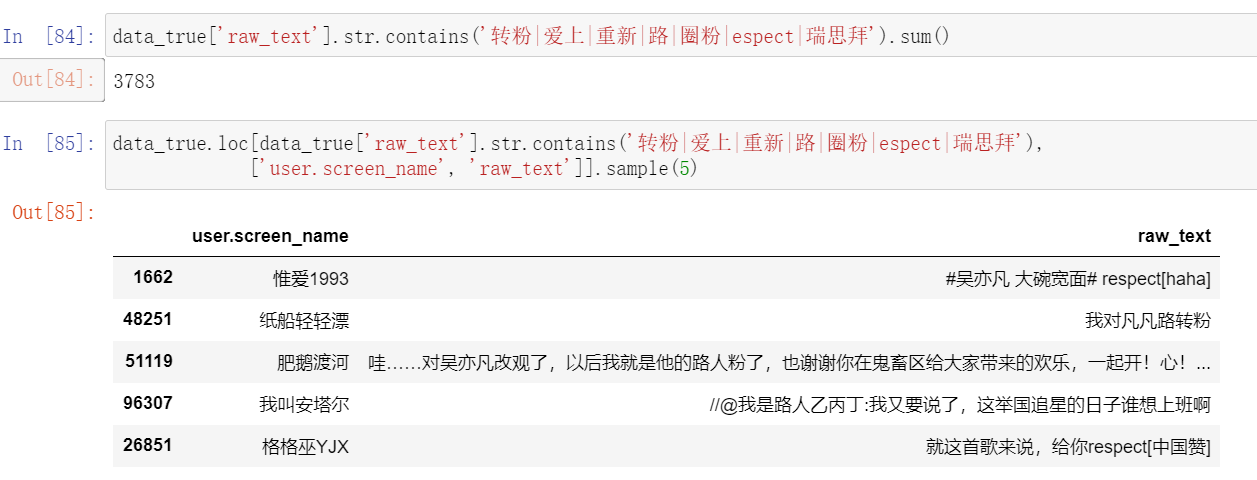 In [84]: data_true['raw_text'].str.contains('转粉|爱上|重新|路|圈粉|espect|瑞思拜').sum()
Out[84]: 3783
In [85]: data_true.loc[data_true['raw_text'].str.contains('转粉|爱上|重新|路|圈粉|espect|瑞思拜'),
['user.screen_name', 'raw_text']].sample(5)
Out[85]:
user.screen_name raw_text
1662 惟爱1993 #吴亦凡 大碗宽面# respect[haha]
48251 纸船轻轻漂 我对凡凡路转粉
51119 肥鹅渡河 哇……对吴亦凡改观了，以后我就是他的路人粉了，也谢谢你在鬼畜区给大家带来的欢乐，一起开！心！...
96307 我叫安塔尔 //@我是路人乙丙丁:我又要说了，这举国追星的日子谁想上班啊
26851 格格巫YJX 就这首歌来说，给你respect[中国赞]